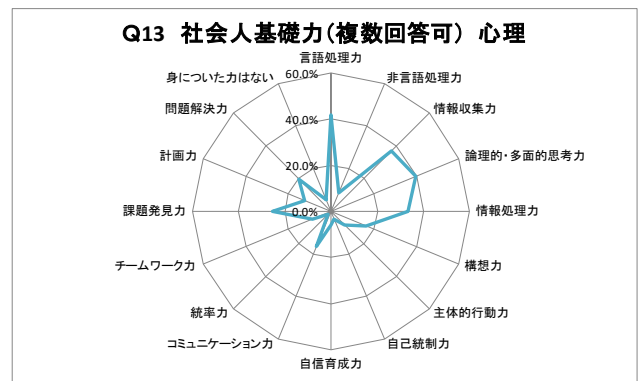 Q13 社会人基礎力(複数回答可) 心理
言語処理力
非言語処理力
情報収集力
論理的・多面的思考力
情報処理力
構想力
主体的行動力
自己統制力
自信育成力
コミュニケーション力
統率力
チームワーク力
課題発見力
計画力
問題解決力
身についた力はない
60.0%
40.0%
20.0%
0.0%